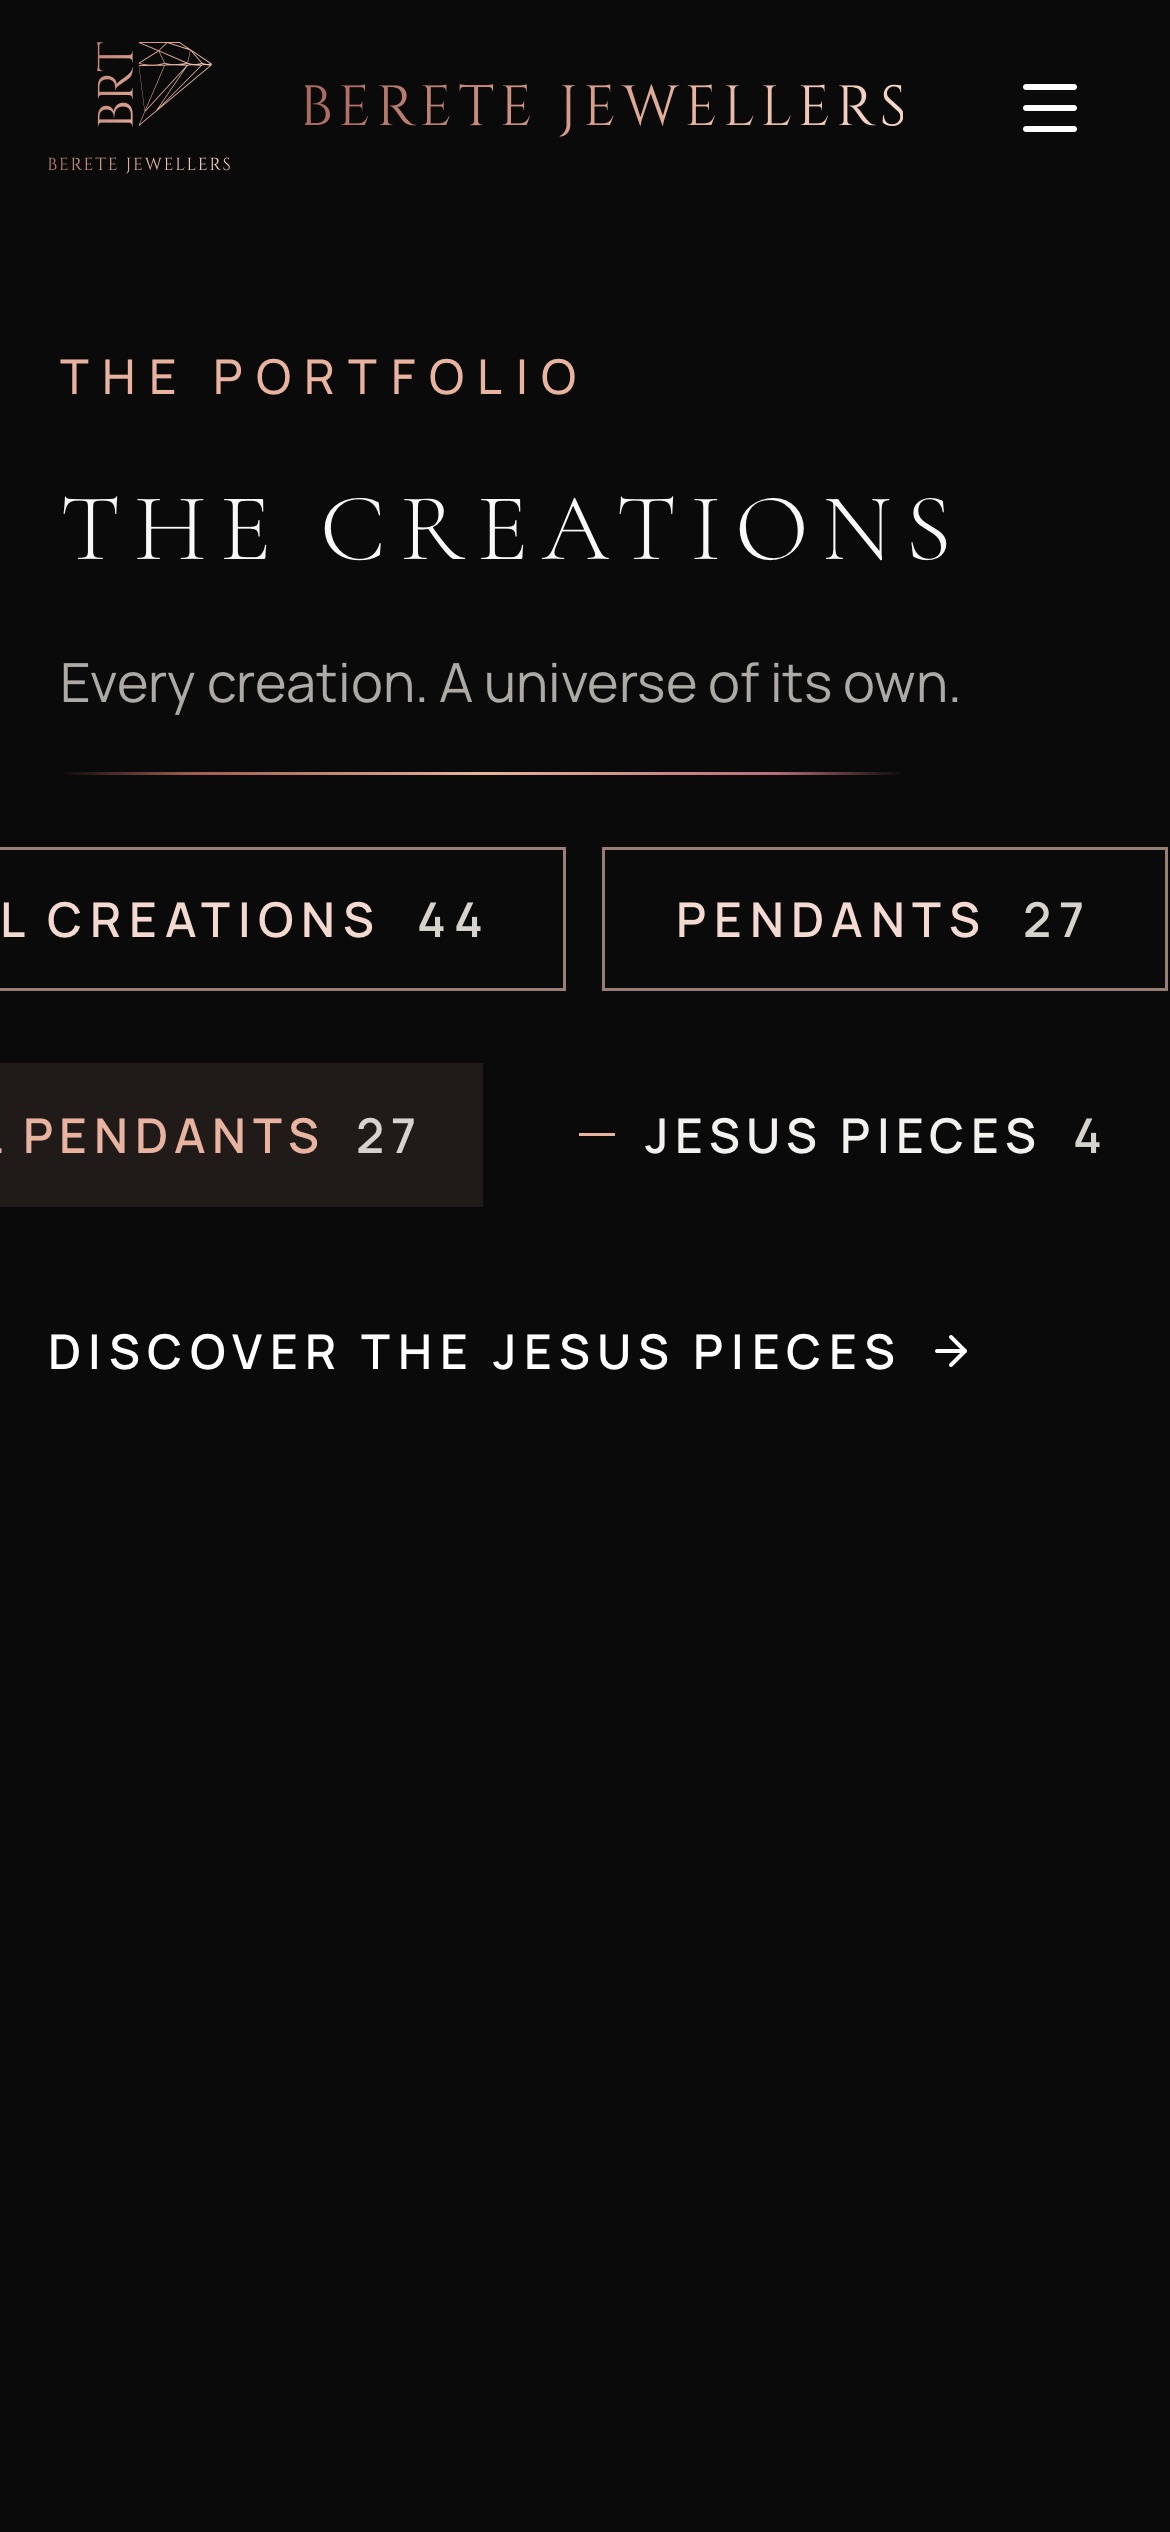 BRT
BERETE JEWELLERS
BERETE JEWELLERS
THE PORTFOLIO
THE CREATIONS
Every creation. A universe of its own.
L CREATIONS 44
PENDANTS 27
PENDANTS 27
— JESUS PIECES 4
DISCOVER THE JESUS PIECES →